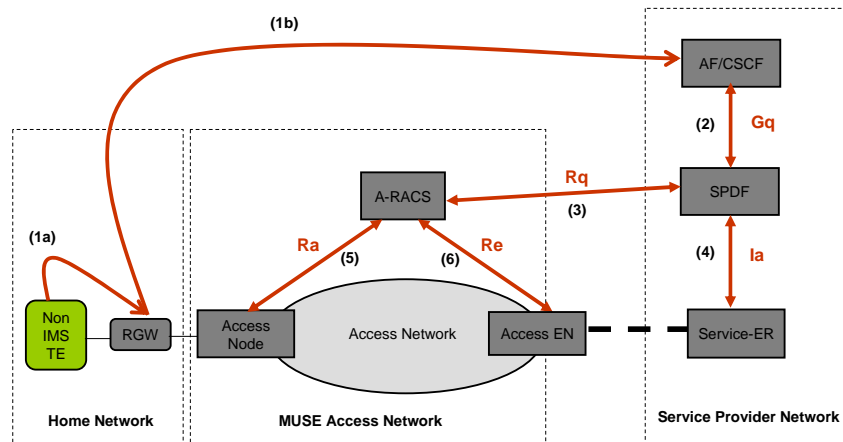 (1b)
AF/CSCF
(2)
Gq
A-RACS
Rq
SPDF
(3)
(1a)
Ra
Re
(5)
(6)
(4)
Ia
Non
IMS
TE
RGW
Access
Node
Access Network
Access EN
Service-ER
Home Network
MUSE Access Network
Service Provider Network